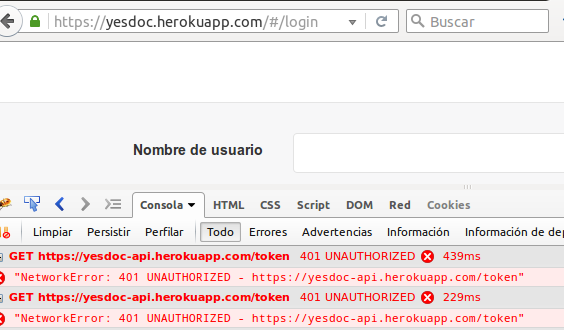 https://yesdoc.herokuapp.com/#/login Buscar
Nombre de usuario
Consola HTML CSS Script DOM Red Cookies
Limpiar Persistir Perfilar Todo Errores Advertencias Información
GET https://yesdoc-api.herokuapp.com/token 401 UNAUTHORIZED 439ms
"NetworkError: 401 UNAUTHORIZED - https://yesdoc-api.herokuapp.com/token"
GET https://yesdoc-api.herokuapp.com/token 401 UNAUTHORIZED 229ms
"NetworkError: 401 UNAUTHORIZED - https://yesdoc-api.herokuapp.com/token"